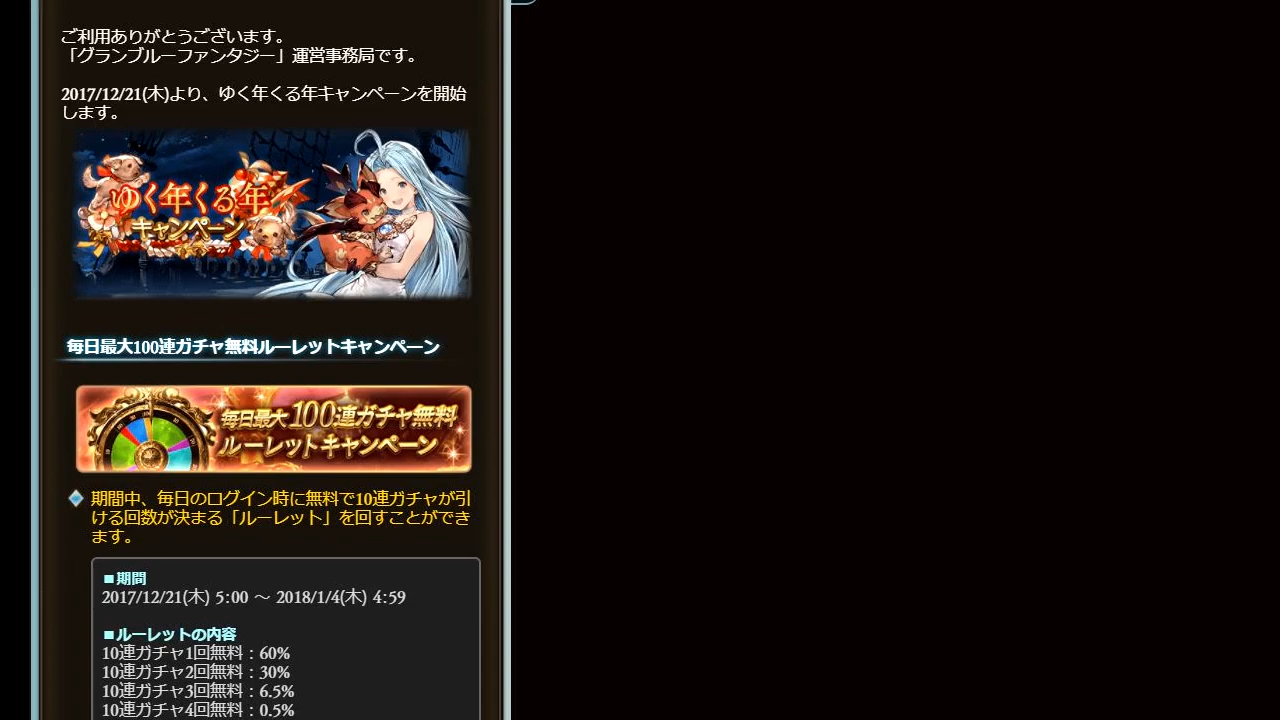 ご利用ありがとうございます。
「グランブルーファンタジー」運営事務局です。
2017/12/21(木)より、ゆく年くる年キャンペーンを開始
します。
ゆく年くる年
キャンペーン
毎日最大100連ガチャ無料ルーレットキャンペーン
毎日最大100連ガチャ無料
ルーレットキャンペーン
期間中、毎日のログイン時に無料で10連ガチャが引
ける回数が決まる「ルーレット」を回すことができ
ます。
■期間
2017/12/21(木) 5:00 ～ 2018/1/4(木) 4:59
■ルーレットの内容
10連ガチャ1回無料：60%
10連ガチャ2回無料：30%
10連ガチャ3回無料：6.5%
10連ガチャ4回無料：0.5%